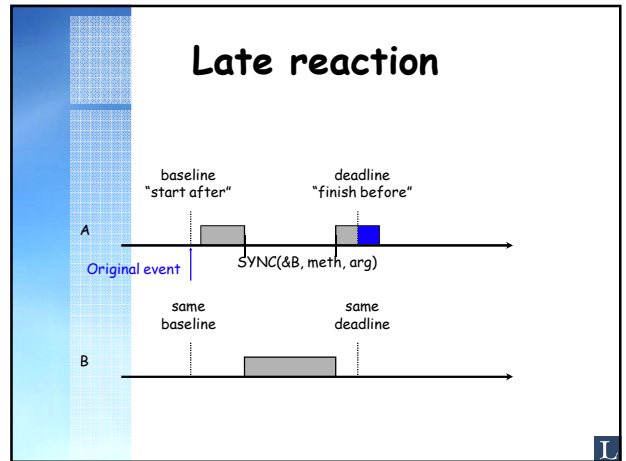 Late reaction
baseline
"start after"
deadline
"finish before"
A
Original event
SYNC(&B, meth, arg)
same
baseline
same
deadline
B
L